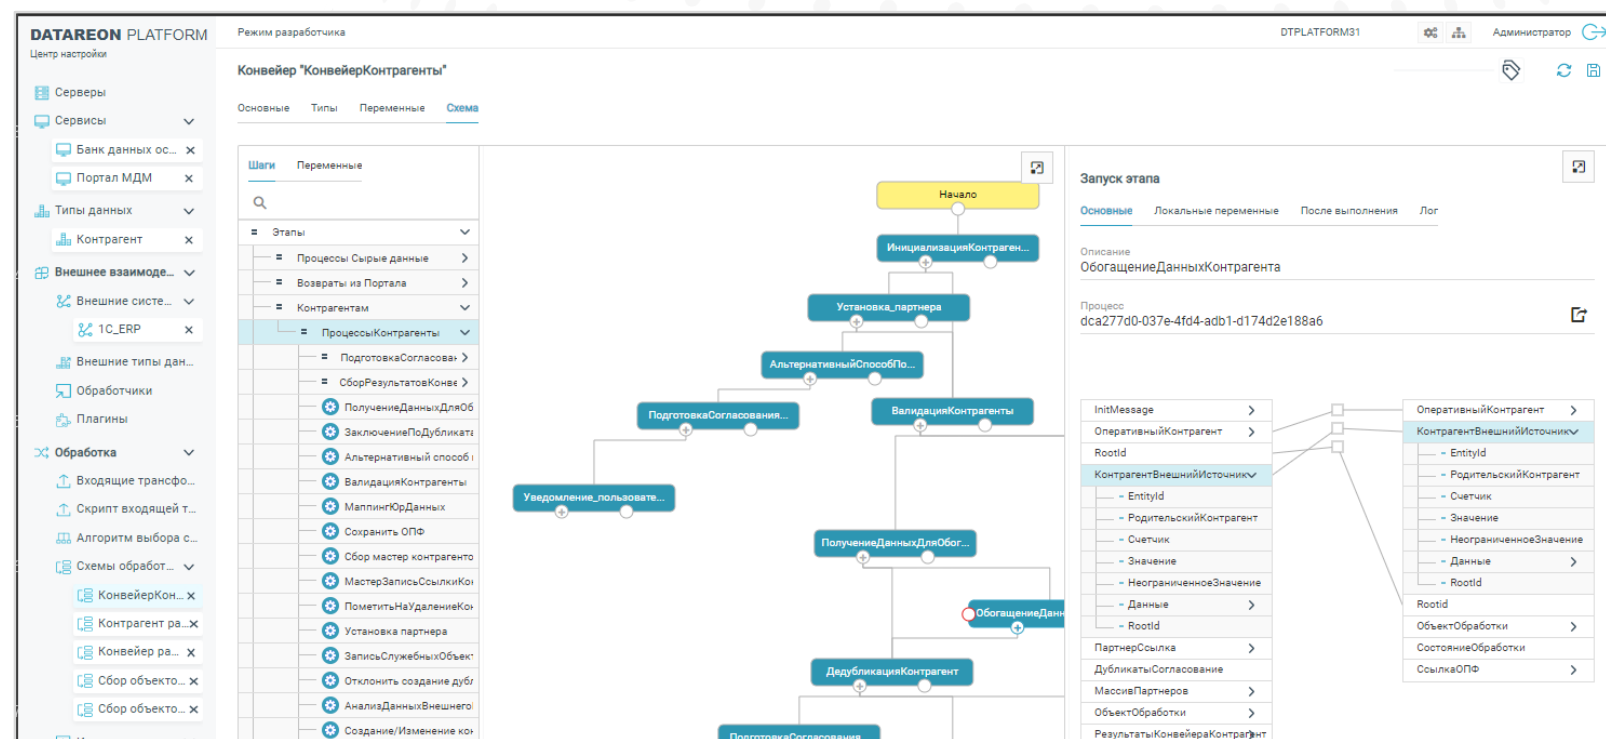 DATAREON PLATFORM
Центр настройки
Режим разработчика
DTPLATFORM31
Администратор
Конвейер "КонвейерКонтрагенты"
Основные
Типы
Переменные
Схема
Серверы
Сервисы
Банк данных ос...
Портал МДМ
Типы данных
Контрагент
Внешнее взаимоде...
Внешние систе...
1C_ERP
Внешние типы дан...
Обработчики
Плагины
Обработка
Входящие трансфо...
Скрипт входящей т...
Алгоритм выбора с...
Схемы обработ...
КонвейерКон...
Контрагент ра...
Конвейер ра...
Сбор объекто...
Сбор объекто...
Шаги
Переменные
Этапы
Процессы Сырые данные
Возвраты из Портала
Контрагентам
ПроцессыКонтрагенты
ПодготовкаСогласован
СборРезультатовКонве
ПолучениеДанныхДляОб
ЗаключениеПоДубликата
Альтернативный способ
ВалидацияКонтрагенты
МаппингЮрДанных
Сохранить ОПФ
Сбор мастер контрагенто
МастерЗаписьСсылкиКон
ПометитьНаУдалениеКон
Установка партнера
ЗаписьСлужебныхОбъект
Отклонить создание дубл
АнализДанныхВнешнего
Создание/Изменение кон
Начало
ИнициализацияКонтраген...
Установка_партнера
АльтернативныйСпособПо...
ПодготовкаСогласования...
ВалидацияКонтрагенты
Уведомление_пользовате...
ПолучениеДанныхДляОбог...
ОбогащениеДанн
ДедубликацияКонтрагент
ПодготовкаСогласования
Запуск этапа
Основные
Локальные переменные
После выполнения
Лог
Описание
ОбогащениеДанныхКонтрагента
Процесс
dca277d0-037e-4fd4-adb1-d174d2e188a6
InitMessage
ОперативныйКонтрагент
RootId
КонтрагентВнешнийИсточник
EntityId
РодительскийКонтрагент
Счетчик
Значение
НеограниченноеЗначение
Данные
RootId
ПартнерСсылка
ДубликатыСогласование
МассивПартнеров
ОбъектОбработки
РезультатыКонвейераКонтрагент
ОперативныйКонтрагент
КонтрагентВнешнийИсточник
EntityId
РодительскийКонтрагент
Счетчик
Значение
НеограниченноеЗначение
Данные
RootId
Rootid
ОбъектОбработки
СостояниеОбработки
СсылкаОПФ